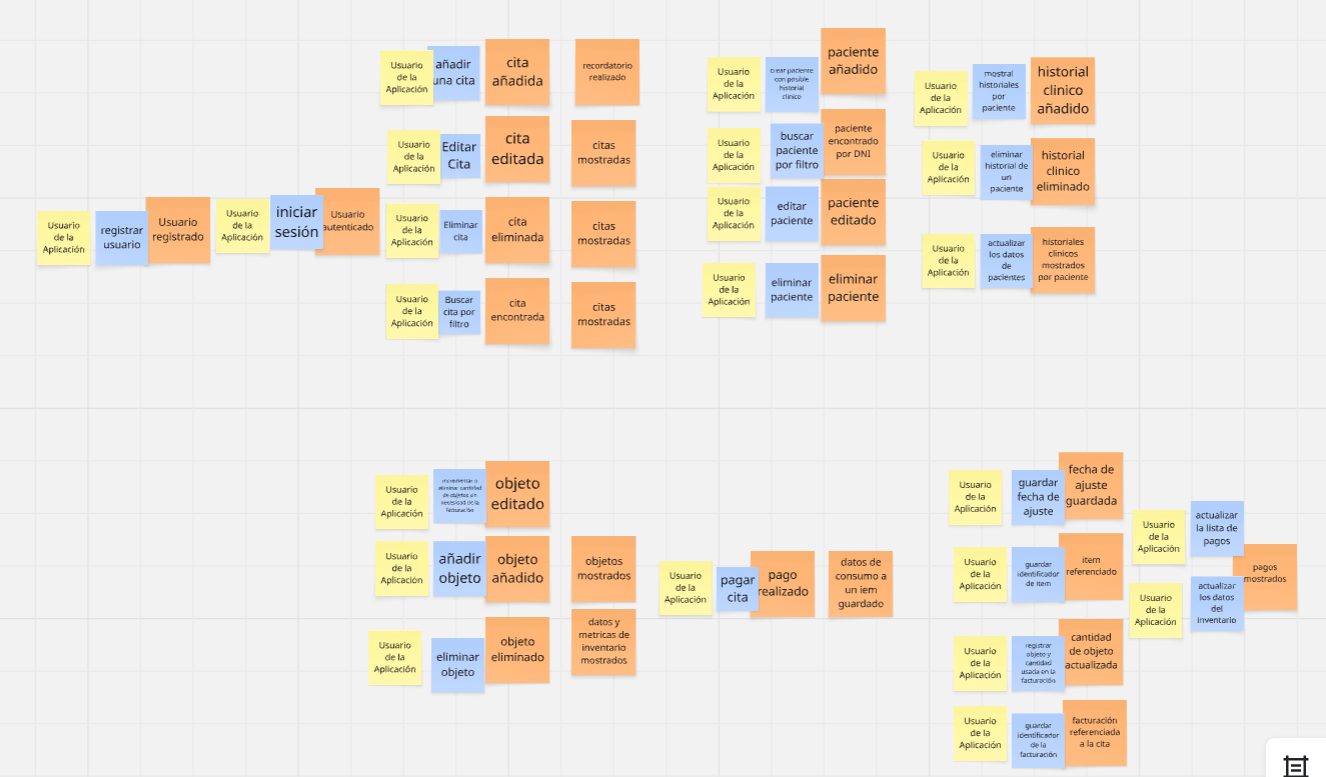 Usuario
de la
Aplicación
registrar
usuario
Usuario
registrado
Usuario
de la
Aplicación
iniciar
sesión
Usuario
autenticado
Usuario
de la
Aplicación
añadir
una cita
cita
añadida
recordatorio
realizado
Usuario
de la
Aplicación
Editar
Cita
cita
editada
citas
mostradas
Usuario
de la
Aplicación
Eliminar
cita
cita
eliminada
citas
mostradas
Usuario
de la
Aplicación
Buscar
cita por
filtro
cita
encontrada
citas
mostradas
Usuario
de la
Aplicación
crear paciente
con posible
historial
clinico
paciente
añadido
Usuario
de la
Aplicación
buscar
paciente
por filtro
paciente
encontrado
por DNI
Usuario
de la
Aplicación
editar
paciente
paciente
editado
Usuario
de la
Aplicación
eliminar
paciente
eliminar
paciente
Usuario
de la
Aplicación
mostral
historiales
por
paciente
historial
clinico
añadido
Usuario
de la
Aplicación
eliminar
historial de
un
paciente
historial
clinico
eliminado
Usuario
de la
Aplicación
actualizar
los datos
de
pacientes
historiales
clinicos
mostrados
por paciente
Usuario
de la
Aplicación
incrementar o
eliminar cantidad
de objetos sin
necesidad de la
facturación
objeto
editado
Usuario
de la
Aplicación
añadir
objeto
objeto
añadido
objetos
mostrados
Usuario
de la
Aplicación
eliminar
objeto
objeto
eliminado
datos y
metricas de
inventario
mostrados
Usuario
de la
Aplicación
pagar
cita
pago
realizado
datos de
consumo a
un iem
guardado
Usuario
de la
Aplicación
guardar
fecha de
ajuste
fecha de
ajuste
guardada
Usuario
de la
Aplicación
guardar
identificador
de item
item
referenciado
Usuario
de la
Aplicación
registrar
objeto y
cantidad
usada en la
facturación
cantidad
de objeto
actualizada
Usuario
de la
Aplicación
guardar
identificador
de la
facturación
facturación
referenciada
a la cita
Usuario
de la
Aplicación
actualizar
la lista de
pagos
Usuario
de la
Aplicación
actualizar
los datos
del
inventario
pagos
mostrados